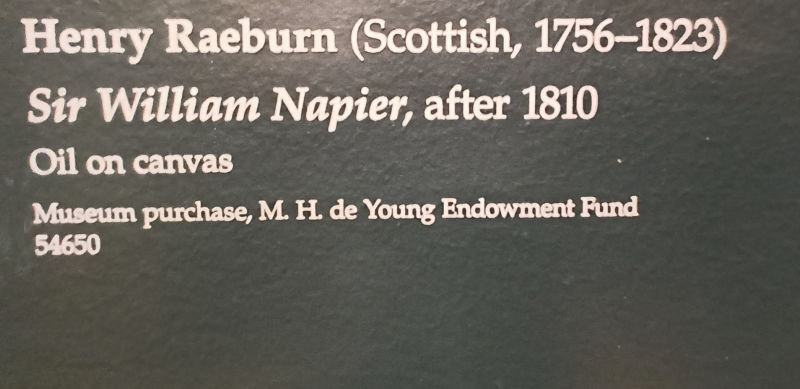 Henry Raeburn (Scottish, 1756–1823)
Sir William Napier, after 1810
Oil on canvas
Museum purchase, M. H. de Young Endowment Fund
54650